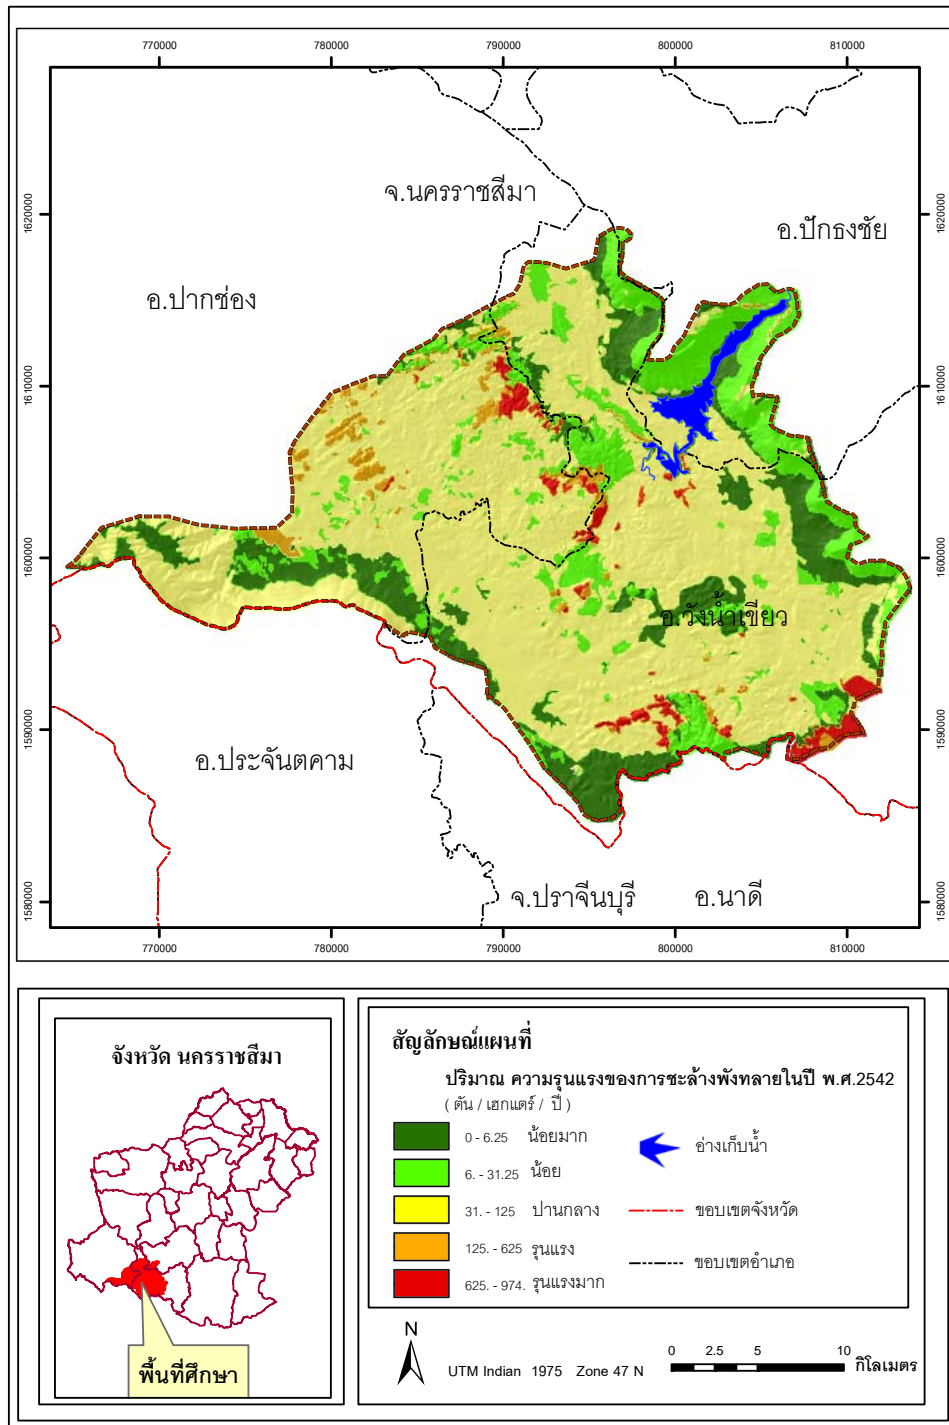 770000
780000
790000
800000
810000
1620000
1620000
จ.นครราชสีมา
อ.ปักธงชัย
อ.ปากช่อง
1610000
1610000
1600000
1600000
อ.วังน้ำเขียว
1590000
1590000
อ.ประจันตคาม
จ.ปราจีนบุรี
อ.นาดี
1580000
1580000
770000
780000
790000
800000
810000
จังหวัด นครราชสีมา
พื้นที่ศึกษา
สัญลักษณ์แผนที่
ปริมาณ ความรุนแรงของการชะล้างพังทลายในปี พ.ศ.2542
( ตัน / เฮกแตร์ / ปี )
0 - 6.25 น้อยมาก
6. - 31.25 น้อย
31. - 125 ปานกลาง
125. - 625 รุนแรง
625. - 974. รุนแรงมาก
อ่างเก็บน้ำ
ขอบเขตจังหวัด
ขอบเขตอำเภอ
N
UTM Indian 1975 Zone 47 N
0 2.5 5 10 กิโลเมตร